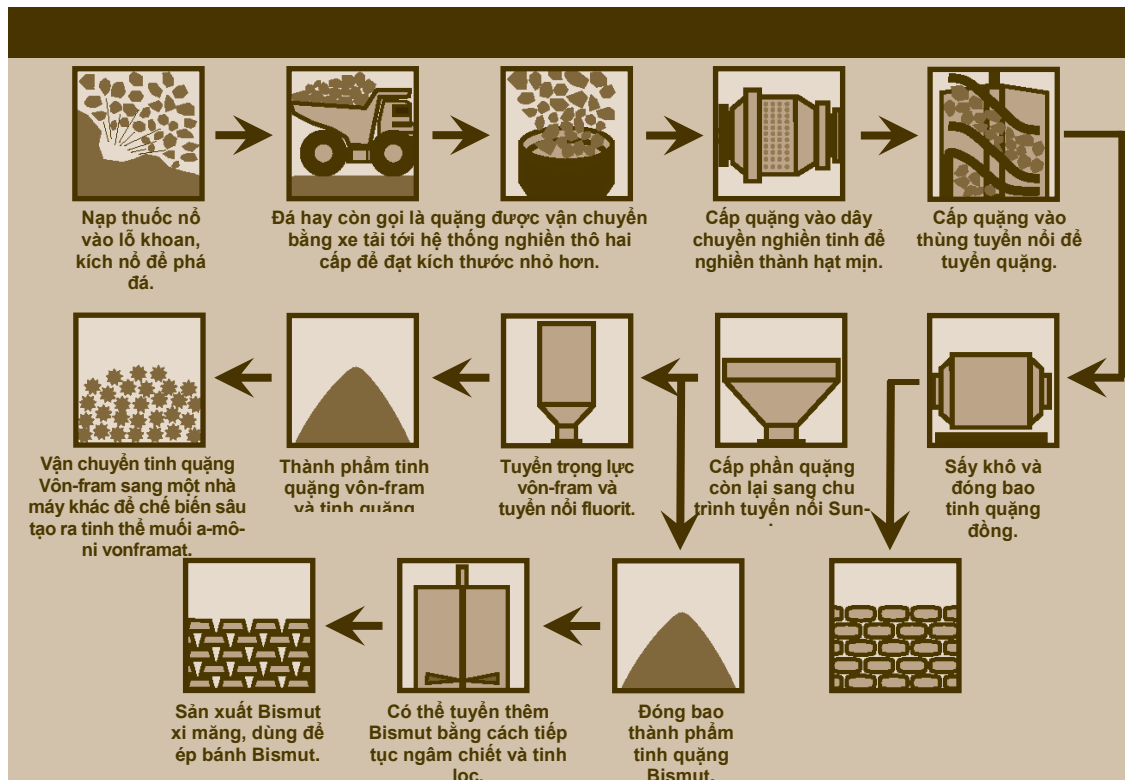 Nạp thuốc nổ
vào lỗ khoan,
kích nổ để phá
đá.
Đá hay còn gọi là quặng được vận chuyển
bằng xe tải tới hệ thống nghiền thô hai
cấp để đạt kích thước nhỏ hơn.
Cấp quặng vào dây
chuyền nghiền tinh để
nghiền thành hạt mịn.
Cấp quặng vào
thùng tuyển nổi để
tuyển quặng.
Vận chuyển tinh quặng
Vôn-fram sang một nhà
máy khác để chế biến sâu
tạo ra tinh thể muối a-mô-
ni vonframat.
Thành phẩm tinh
quặng vôn-fram
và tinh quặng
Tuyển trọng lực
vôn-fram và
tuyển nổi fluorit.
Cấp phần quặng
còn lại sang chu
trình tuyển nổi Sun-
Sấy khô và
đóng bao
tinh quặng
đồng.
Sản xuất Bismut
xi măng, dùng để
ép bánh Bismut.
Có thể tuyển thêm
Bismut bằng cách tiếp
tục ngâm chiết và tinh
lọc.
Đóng bao
thành phẩm
tinh quặng
Bismut.